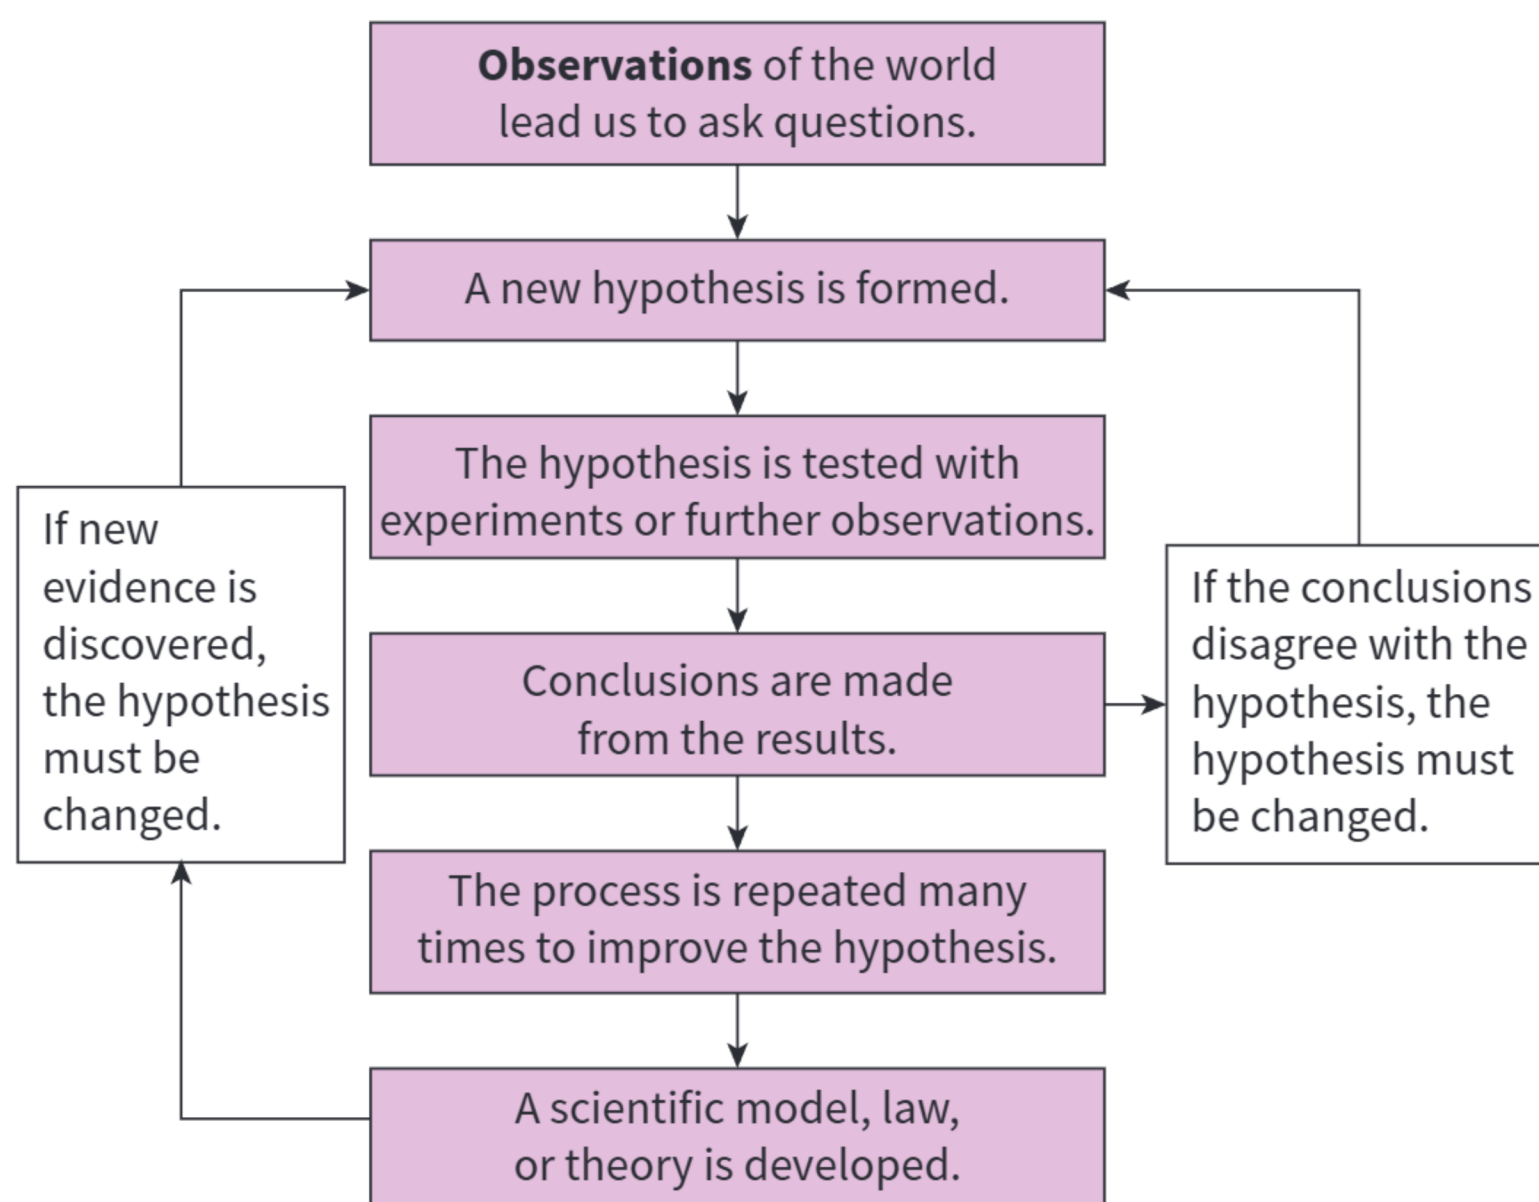 Observations of the world
lead us to ask questions.
A new hypothesis is formed.
The hypothesis is tested with
experiments or further observations.
If new
evidence is
discovered,
the hypothesis
must be
changed.
Conclusions are made
from the results.
If the conclusions
disagree with the
hypothesis, the
hypothesis must
be changed.
The process is repeated many
times to improve the hypothesis.
A scientific model, law,
or theory is developed.